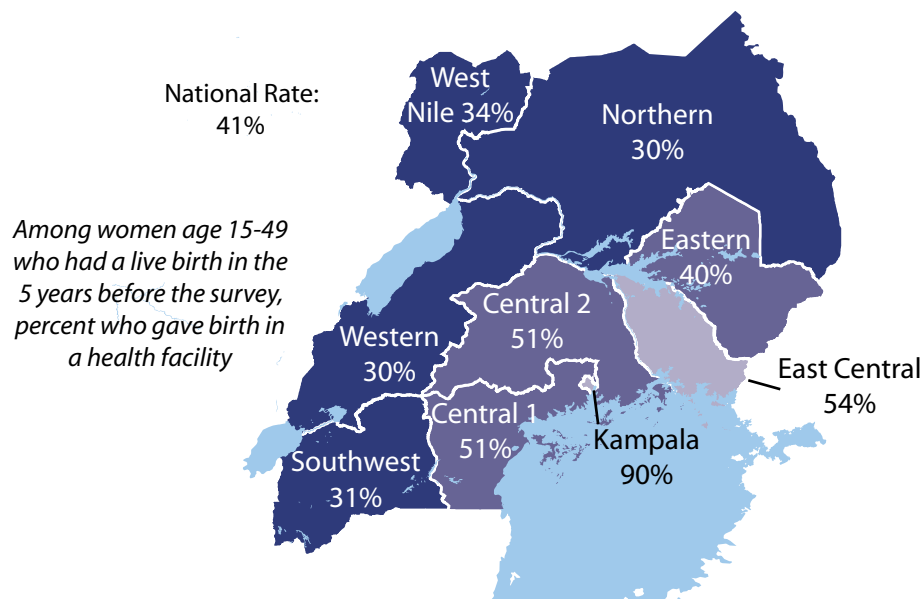 National Rate:
41%
Among women age 15-49
who had a live birth in the
5 years before the survey,
percent who gave birth in
a health facility
West
Nile 34%
Northern
30%
Eastern
40%
Central 2
51%
Western
30%
East Central
54%
Central 1
51%
Kampala
90%
Southwest
31%